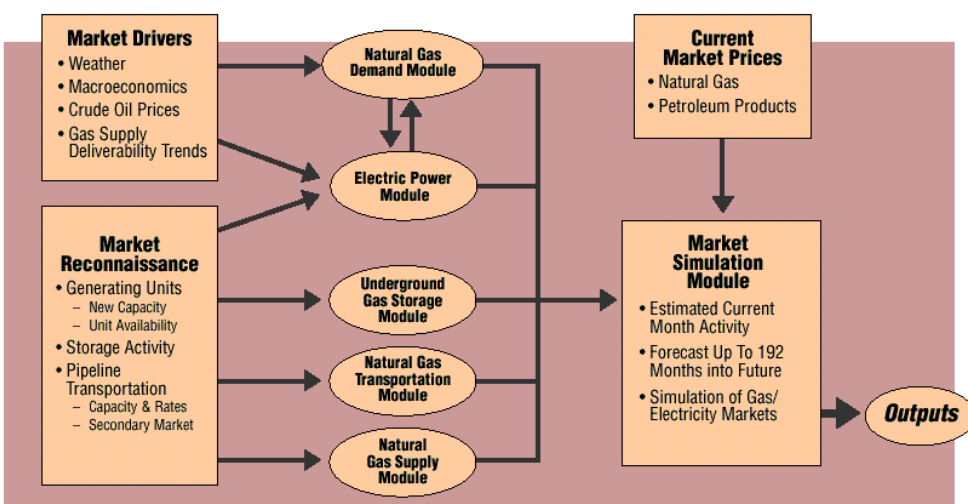 Market Drivers
• Weather
• Macroeconomics
• Crude Oil Prices
• Gas Supply
Deliverability Trends
Market
Reconnaissance
• Generating Units
– New Capacity
– Unit Availability
• Storage Activity
• Pipeline
Transportation
– Capacity & Rates
– Secondary Market
Natural Gas
Demand Module
Electric Power
Module
Underground
Gas Storage
Module
Natural Gas
Transportation
Module
Natural
Gas Supply
Module
Current
Market Prices
• Natural Gas
• Petroleum Products
Market
Simulation
Module
• Estimated Current
Month Activity
• Forecast Up To 192
Months into Future
• Simulation of Gas/
Electricity Markets
Outputs